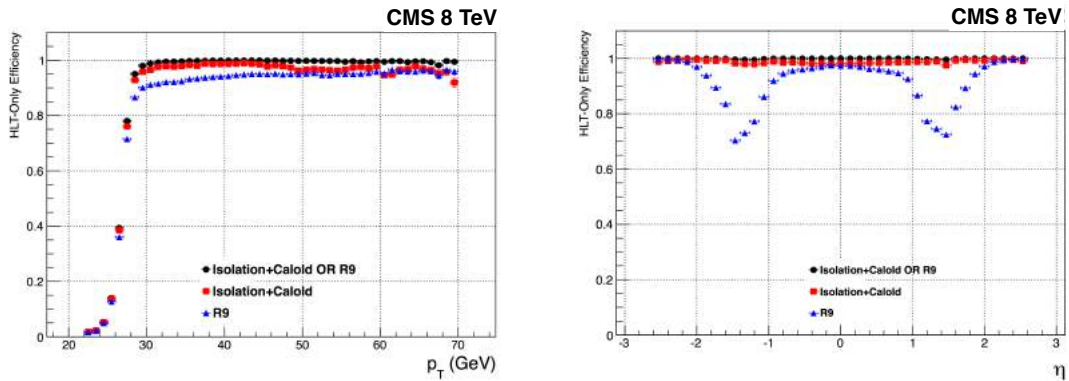 CMS 8 TeV
HLT-Only Efficiency
1
0.8
0.6
0.4
0.2
0
Isolation+CaloId OR R9
Isolation+CaloId
R9
20 30 40 50 60 70
p_T (GeV)
CMS 8 TeV
HLT-Only Efficiency
1
0.8
0.6
0.4
0.2
0
Isolation+CaloId OR R9
Isolation+CaloId
R9
-3 -2 -1 0 1 2 3
η